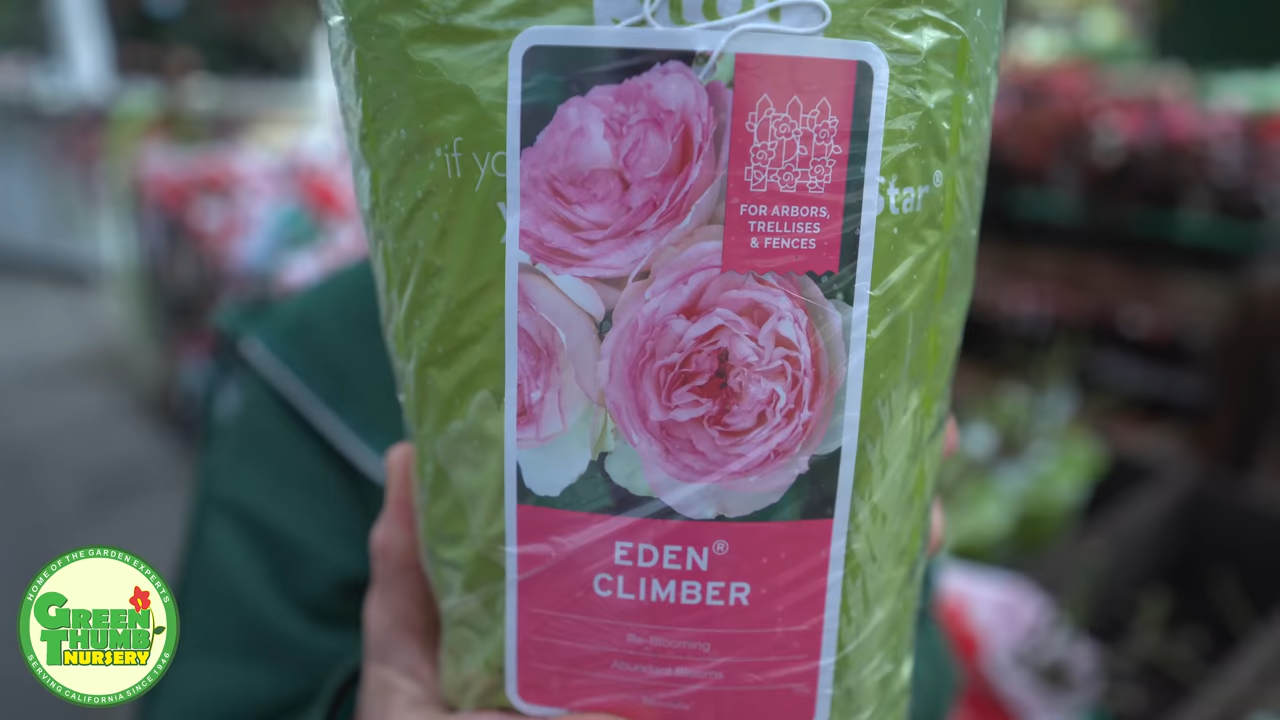 "if yo
Star®
FOR ARBORS,
TRELLISES
& FENCES
EDEN®
CLIMBER
Re-Blooming
Abundant Blooms
HOME OF THE GARDEN EXPERTS
GREEN
THUMB
NURSERY
SERVING CALIFORNIA SINCE 1946